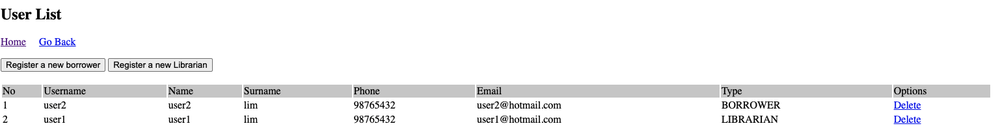 User List
Home Go Back
Register a new borrower Register a new Librarian
No Username Name Surname Phone Email Type Options
1 user2 user2 lim 98765432 user2@hotmail.com BORROWER Delete
2 user1 user1 lim 98765432 user1@hotmail.com LIBRARIAN Delete